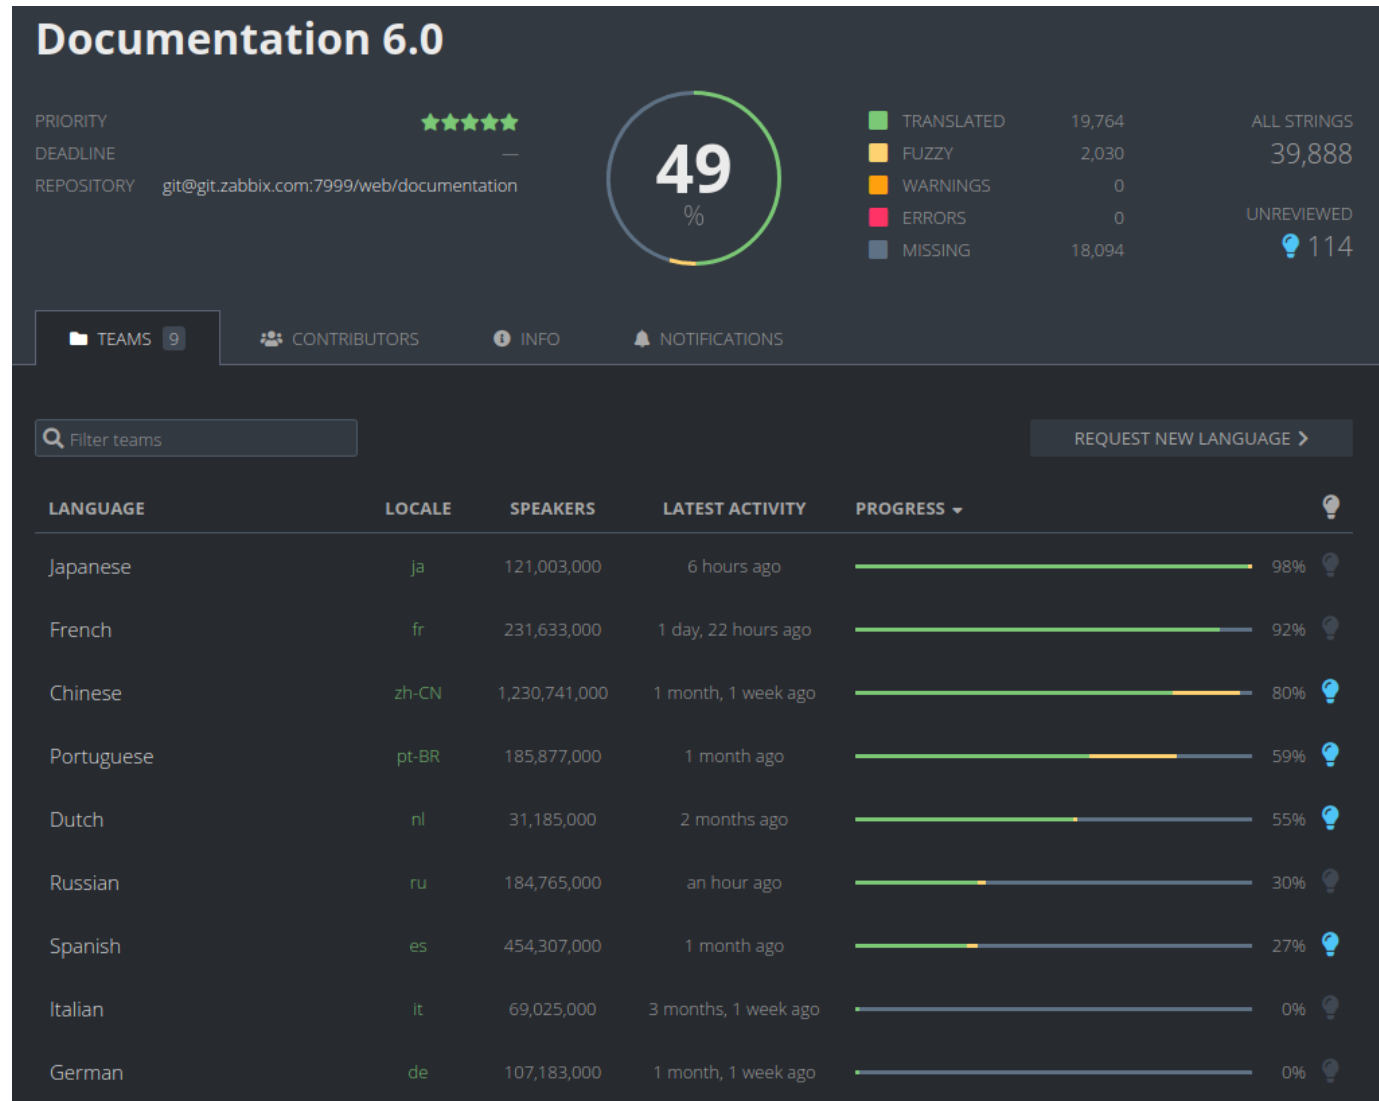 Documentation 6.0
PRIORITY
DEADLINE —
REPOSITORY git@git.zabbix.com:7999/web/documentation
49
%
TRANSLATED 19,764
FUZZY 2,030
WARNINGS 0
ERRORS 0
MISSING 18,094
ALL STRINGS
39,888
UNREVIEWED
114
TEAMS 9 CONTRIBUTORS INFO NOTIFICATIONS
Filter teams REQUEST NEW LANGUAGE
LANGUAGE LOCALE SPEAKERS LATEST ACTIVITY PROGRESS
Japanese ja 121,003,000 6 hours ago 98%
French fr 231,633,000 1 day, 22 hours ago 92%
Chinese zh-CN 1,230,741,000 1 month, 1 week ago 80%
Portuguese pt-BR 185,877,000 1 month ago 59%
Dutch nl 31,185,000 2 months ago 55%
Russian ru 184,765,000 an hour ago 30%
Spanish es 454,307,000 1 month ago 27%
Italian it 69,025,000 3 months, 1 week ago 0%
German de 107,183,000 1 month, 1 week ago 0%